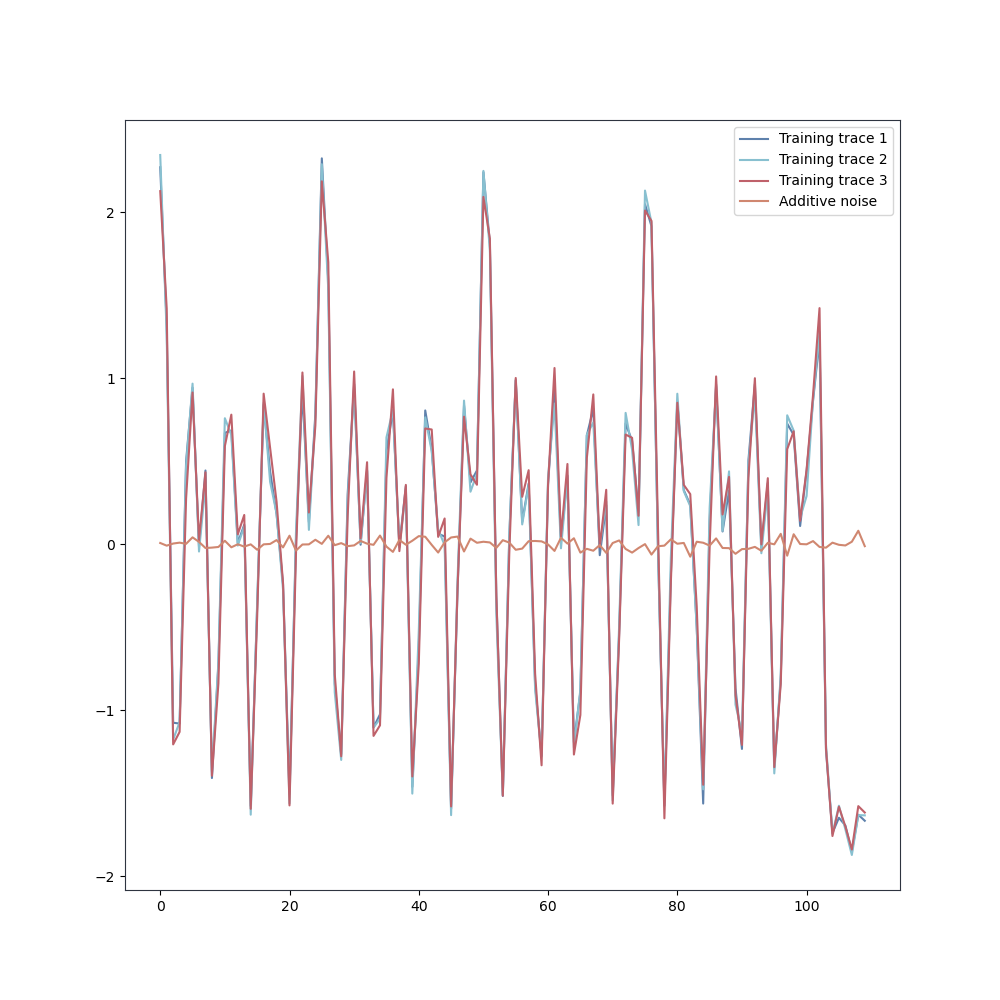 Training trace 1
Training trace 2
Training trace 3
Additive noise
2
1
0
−1
−2
0 20 40 60 80 100